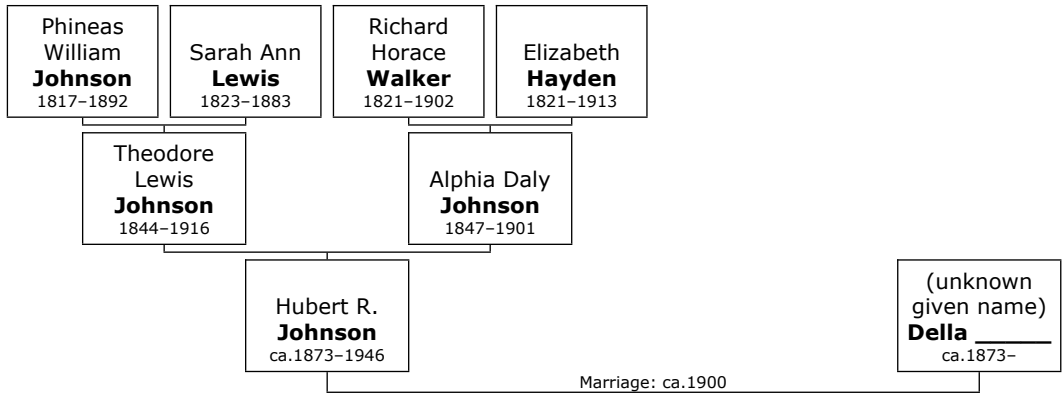 Phineas
William
Johnson
1817–1892
Sarah Ann
Lewis
1823–1883
Richard
Horace
Walker
1821–1902
Elizabeth
Hayden
1821–1913
Theodore
Lewis
Johnson
1844–1916
Alphia Daly
Johnson
1847–1901
Hubert R.
Johnson
ca.1873–1946
(unknown
given name)
Della ______
ca.1873–
Marriage: ca.1900